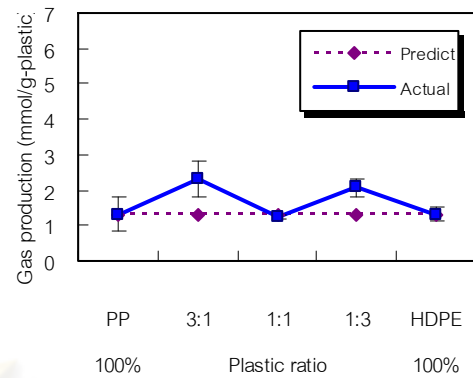 Gas production (mmol/g-plastic)
7
6
5
4
3
2
1
0
Predict
Actual
PP 3:1 1:1 1:3 HDPE
100% Plastic ratio 100%